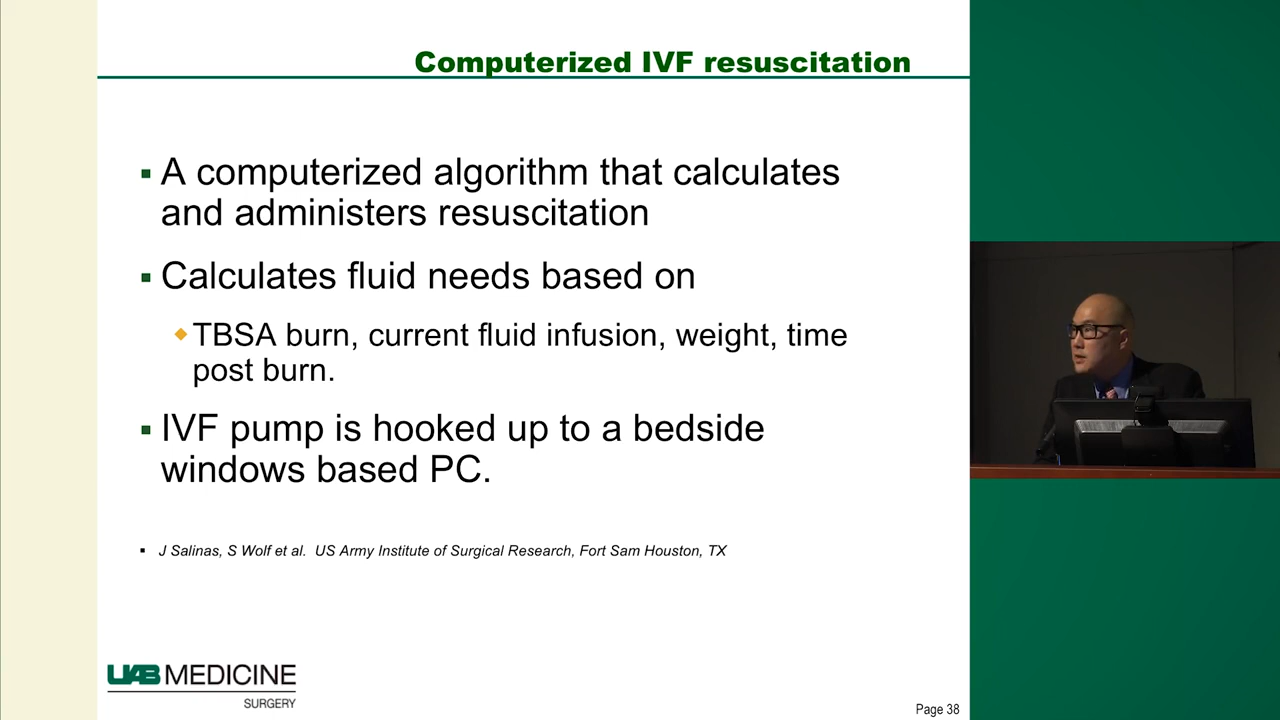 Computerized IVF resuscitation
▪ A computerized algorithm that calculates
and administers resuscitation
▪ Calculates fluid needs based on
◆ TBSA burn, current fluid infusion, weight, time
post burn.
▪ IVF pump is hooked up to a bedside
windows based PC.
▪ J Salinas, S Wolf et al. US Army Institute of Surgical Research, Fort Sam Houston, TX
UAB MEDICINE
SURGERY
Page 38